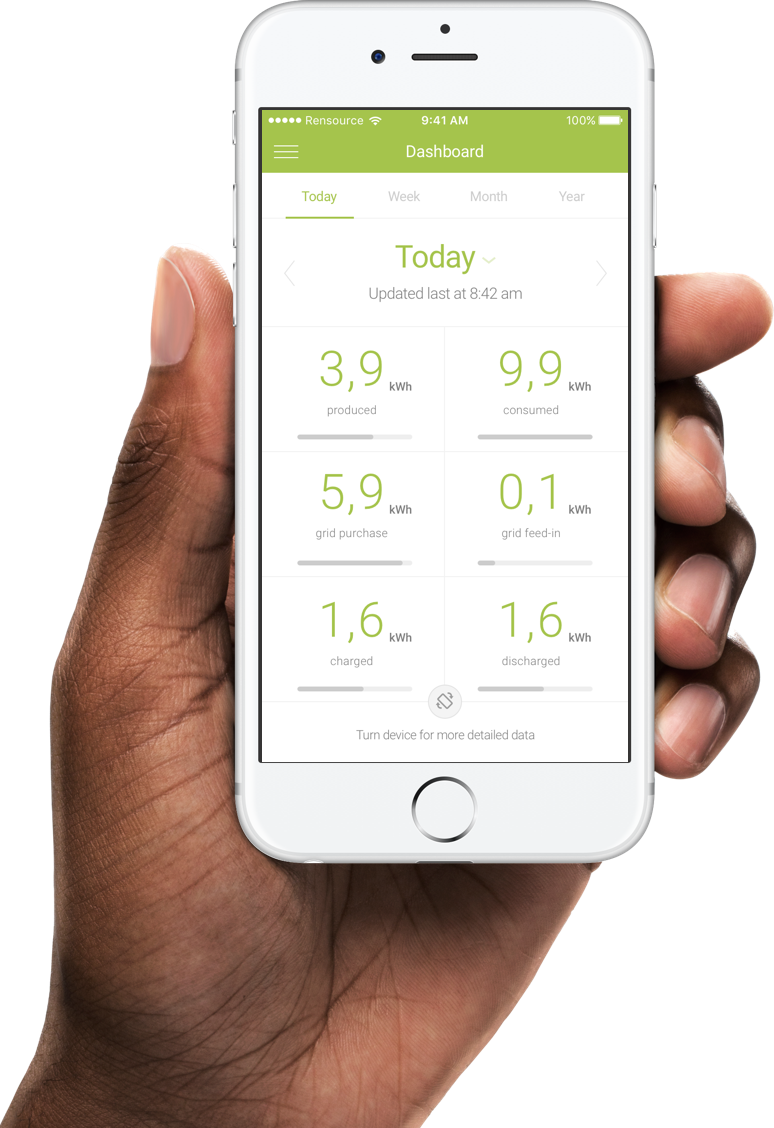 Rensource 9:41 AM 100%
Dashboard
Today Week Month Year
Today
Updated last at 8:42 am
3,9 kWh 9,9 kWh
produced consumed
5,9 kWh 0,1 kWh
grid purchase grid feed-in
1,6 kWh 1,6 kWh
charged discharged
Turn device for more detailed data